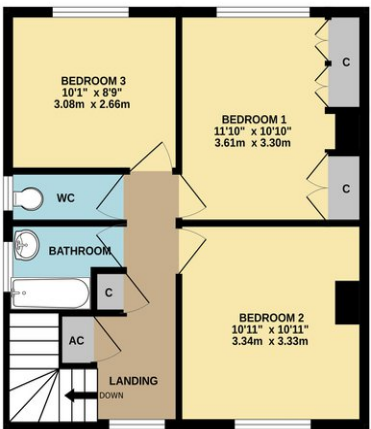 BEDROOM 3
10'1" x 8'9"
3.08m x 2.66m
C
BEDROOM 1
11'10" x 10'10"
3.61m x 3.30m
C
WC
BATHROOM
C
BEDROOM 2
10'11" x 10'11"
3.34m x 3.33m
AC
LANDING
DOWN